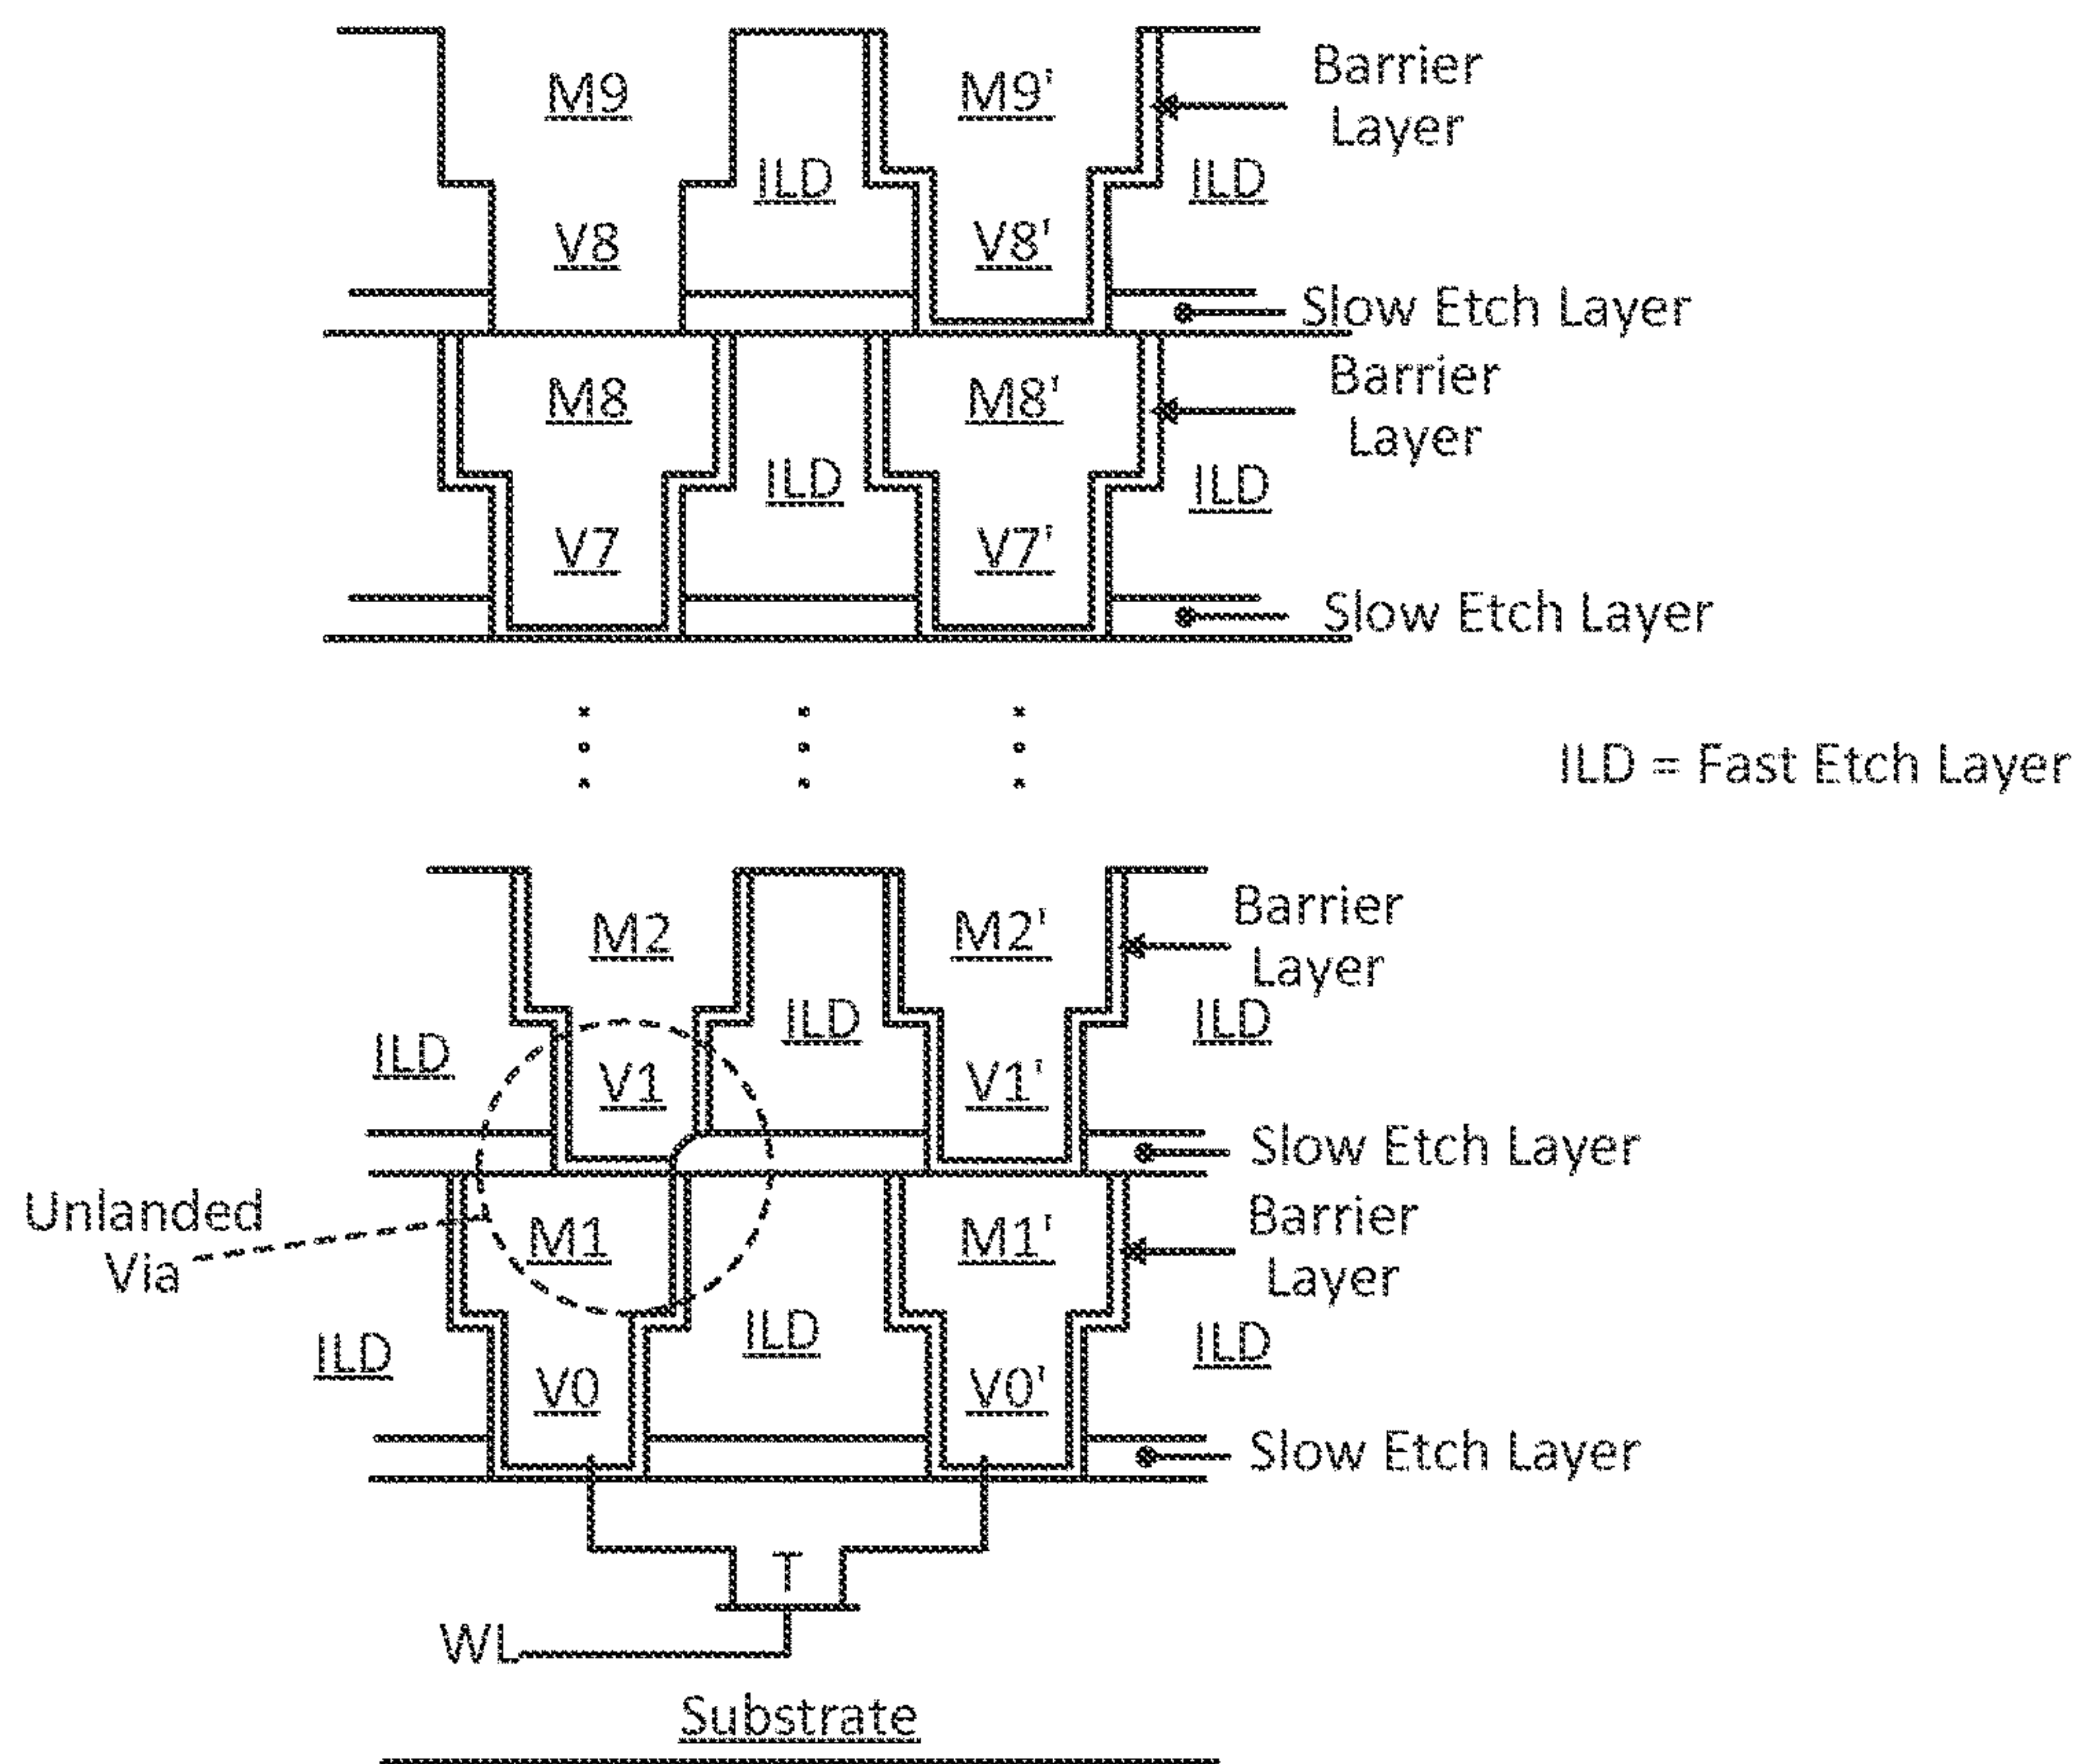 M9
M9'
Barrier
Layer
ILD
ILD
V8
V8'
Slow Etch Layer
M8
M8'
Barrier
Layer
ILD
ILD
V7
V7'
Slow Etch Layer
ILD = Fast Etch Layer
M2
M2'
Barrier
Layer
ILD
ILD
ILD
V1
V1'
Slow Etch Layer
Unlanded
Via
M1
M1'
Barrier
Layer
ILD
ILD
ILD
V0
V0'
Slow Etch Layer
T
WL
Substrate